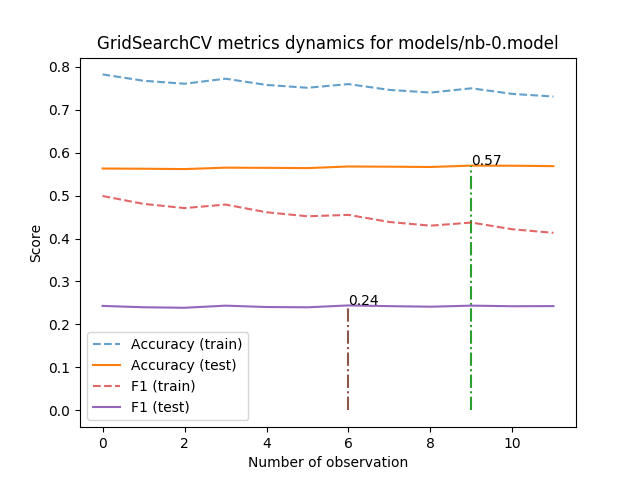 GridSearchCV metrics dynamics for models/nb-0.model
0.8
0.7
0.6
0.5
0.4
0.3
0.2
0.1
0.0
Score
0.57
0.24
Accuracy (train)
Accuracy (test)
F1 (train)
F1 (test)
0 2 4 6 8 10
Number of observation